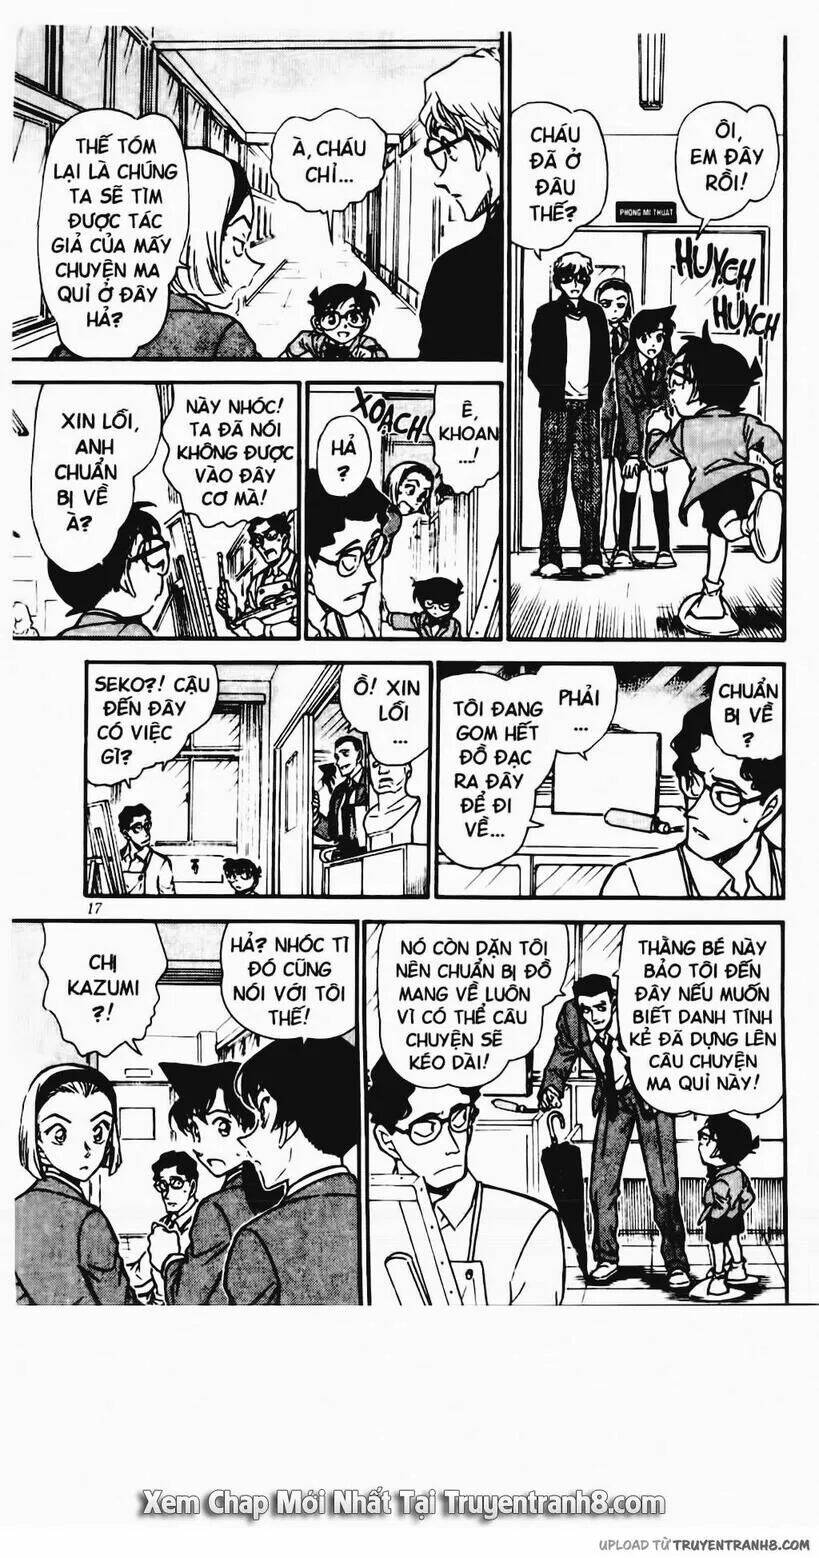 ÔI,
EM ĐÂY
RỒI!
CHÁU
ĐÃ Ở
ĐÂU
THẾ?
PHÒNG MĨ THUẬT
HUỴCH
HUỴCH
À, CHÁU
CHỈ...
THẾ TÓM
LẠI LÀ CHÚNG
TA SẼ TÌM
ĐƯỢC TÁC
GIẢ CỦA MẤY
CHUYỆN MA
QUỈ Ở ĐÂY
HẢ?
Ê,
KHOAN
...!
XOẠCH
HẢ
?
NÀY NHÓC!
TA ĐÃ NÓI
KHÔNG ĐƯỢC
VÀO ĐÂY
CƠ MÀ!
XIN LỖI,
ANH
CHUẨN
BỊ VỀ
À?
CHUẨN
BỊ VỀ
?
PHẢI
...
TÔI ĐANG
GOM HẾT
ĐỒ ĐẠC
RA ĐÂY
ĐỂ ĐI
VỀ...
Ồ! XIN
LỖI
...
SEKO?! CẬU
ĐẾN ĐÂY
CÓ VIỆC
GÌ?
17
THẰNG BÉ NÀY
BẢO TÔI ĐẾN
ĐÂY NẾU MUỐN
BIẾT DANH TÍNH
KẺ ĐÃ DỰNG LÊN
CÂU CHUYỆN
MA QUỈ NÀY!
NÓ CÒN DẶN TÔI
NÊN CHUẨN BỊ ĐỒ
MANG VỀ LUÔN
VÌ CÓ THỂ CÂU
CHUYỆN SẼ
KÉO DÀI!
HẢ? NHÓC TÌ
ĐÓ CŨNG
NÓI VỚI TÔI
THẾ!
CHỊ
KAZUMI
?!
Xem Chap Mới Nhất Tại Truyentranh8.com
UPLOAD TỪ TRUYENTRANH8.COM